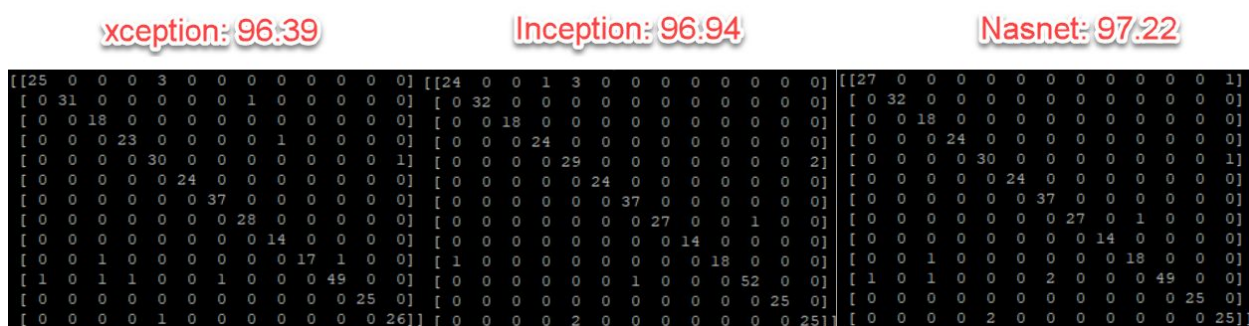 xception: 96.39
[[25 0 0 0 3 0 0 0 0 0 0 0 0]
[ 0 31 0 0 0 0 0 1 0 0 0 0 0]
[ 0 0 18 0 0 0 0 0 0 0 0 0 0]
[ 0 0 0 23 0 0 0 0 1 0 0 0 0]
[ 0 0 0 0 30 0 0 0 0 0 0 0 1]
[ 0 0 0 0 0 24 0 0 0 0 0 0 0]
[ 0 0 0 0 0 0 37 0 0 0 0 0 0]
[ 0 0 0 0 0 0 0 28 0 0 0 0 0]
[ 0 0 0 0 0 0 0 0 14 0 0 0 0]
[ 0 0 1 0 0 0 0 0 0 17 1 0 0]
[ 1 0 1 1 0 0 1 0 0 0 49 0 0]
[ 0 0 0 0 0 0 0 0 0 0 0 25 0]
[ 0 0 0 0 1 0 0 0 0 0 0 0 26]]
Inception: 96.94
[[24 0 0 1 3 0 0 0 0 0 0 0 0]
[ 0 32 0 0 0 0 0 0 0 0 0 0 0]
[ 0 0 18 0 0 0 0 0 0 0 0 0 0]
[ 0 0 0 24 0 0 0 0 0 0 0 0 0]
[ 0 0 0 0 29 0 0 0 0 0 0 0 2]
[ 0 0 0 0 0 24 0 0 0 0 0 0 0]
[ 0 0 0 0 0 0 37 0 0 0 0 0 0]
[ 0 0 0 0 0 0 0 27 0 0 1 0 0]
[ 0 0 0 0 0 0 0 0 14 0 0 0 0]
[ 1 0 0 0 0 0 0 0 0 18 0 0 0]
[ 0 0 0 0 0 0 1 0 0 0 52 0 0]
[ 0 0 0 0 0 0 0 0 0 0 0 25 0]
[ 0 0 0 0 2 0 0 0 0 0 0 0 25]]
Nasnet: 97.22
[[27 0 0 0 0 0 0 0 0 0 0 0 1]
[ 0 32 0 0 0 0 0 0 0 0 0 0 0]
[ 0 0 18 0 0 0 0 0 0 0 0 0 0]
[ 0 0 0 24 0 0 0 0 0 0 0 0 0]
[ 0 0 0 0 30 0 0 0 0 0 0 0 1]
[ 0 0 0 0 0 24 0 0 0 0 0 0 0]
[ 0 0 0 0 0 0 37 0 0 0 0 0 0]
[ 0 0 0 0 0 0 0 27 0 1 0 0 0]
[ 0 0 0 0 0 0 0 0 14 0 0 0 0]
[ 0 0 1 0 0 0 0 0 0 18 0 0 0]
[ 1 0 1 0 0 0 2 0 0 0 49 0 0]
[ 0 0 0 0 0 0 0 0 0 0 0 25 0]
[ 0 0 0 0 2 0 0 0 0 0 0 0 25]]